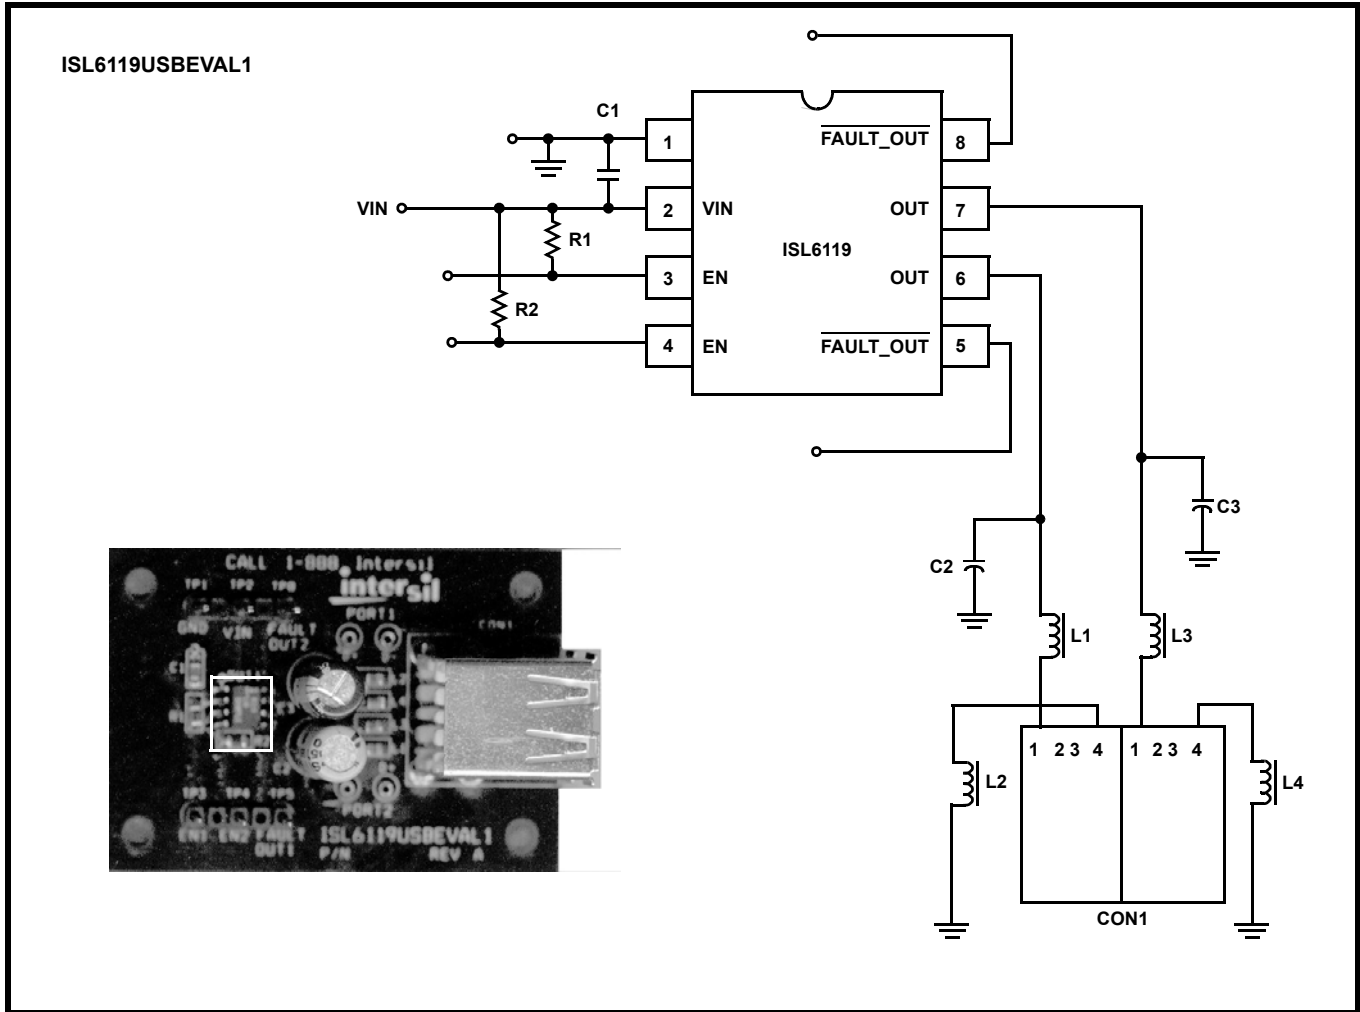 ISL6119USBEVAL1
C1
1
FAULT_OUT
8
VIN
2
VIN
OUT
7
R1
ISL6119
3
EN
OUT
6
R2
4
EN
FAULT_OUT
5
C3
C2
L1
L3
1 2 3 4
1 2 3 4
L2
L4
CON1
CALL 1-888 Intersil
intersil
TP1 TP2
PORT1
GND VIN FAULT
OUT2
CON1
PORT2
TP3 TP4 TP5
EN1 EN2 FAULT
OUT1
ISL6119USBEVAL1
P/N REV A